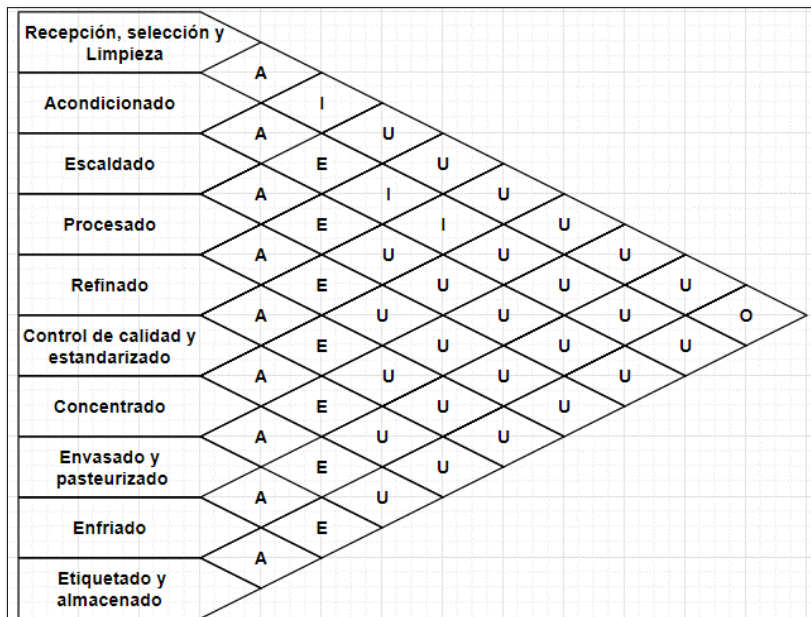 Recepción, selección y
Limpieza
A
Acondicionado I
A U
Escaldado E U
A I U
Procesado E I U
A U U U
Refinado E U U U
A U U U O
Control de calidad y
estandarizado
E U U U
A U U U
Concentrado E U U
A U U
Envasado y
pasteurizado
E U
A U
Enfriado E
A
Etiquetado y
almacenado